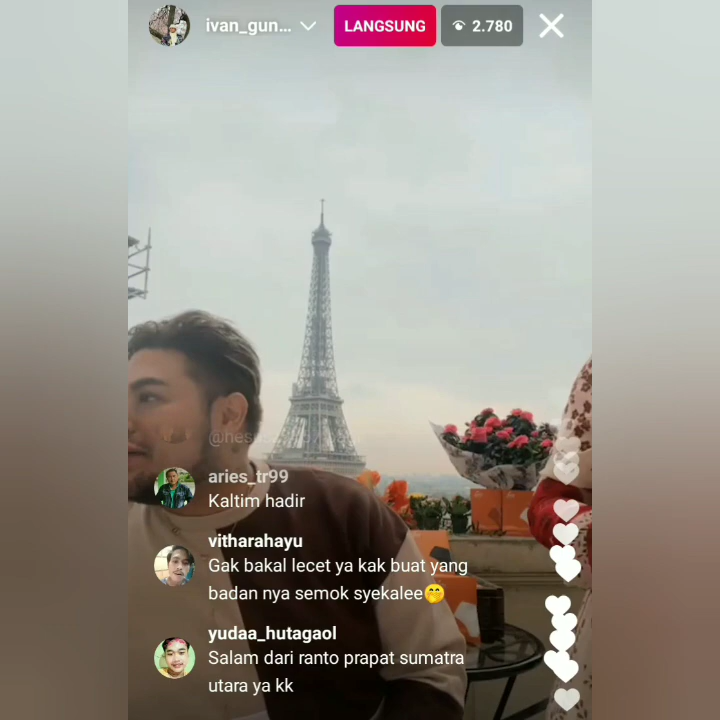 ivan_gun...
LANGSUNG
2.780
aries_tr99
Kaltim hadir
vitharahayu
Gak bakal lecet ya kak buat yang
badan nya semok syekalee🤭
yudaa_hutagaol
Salam dari ranto prapat sumatra
utara ya kk